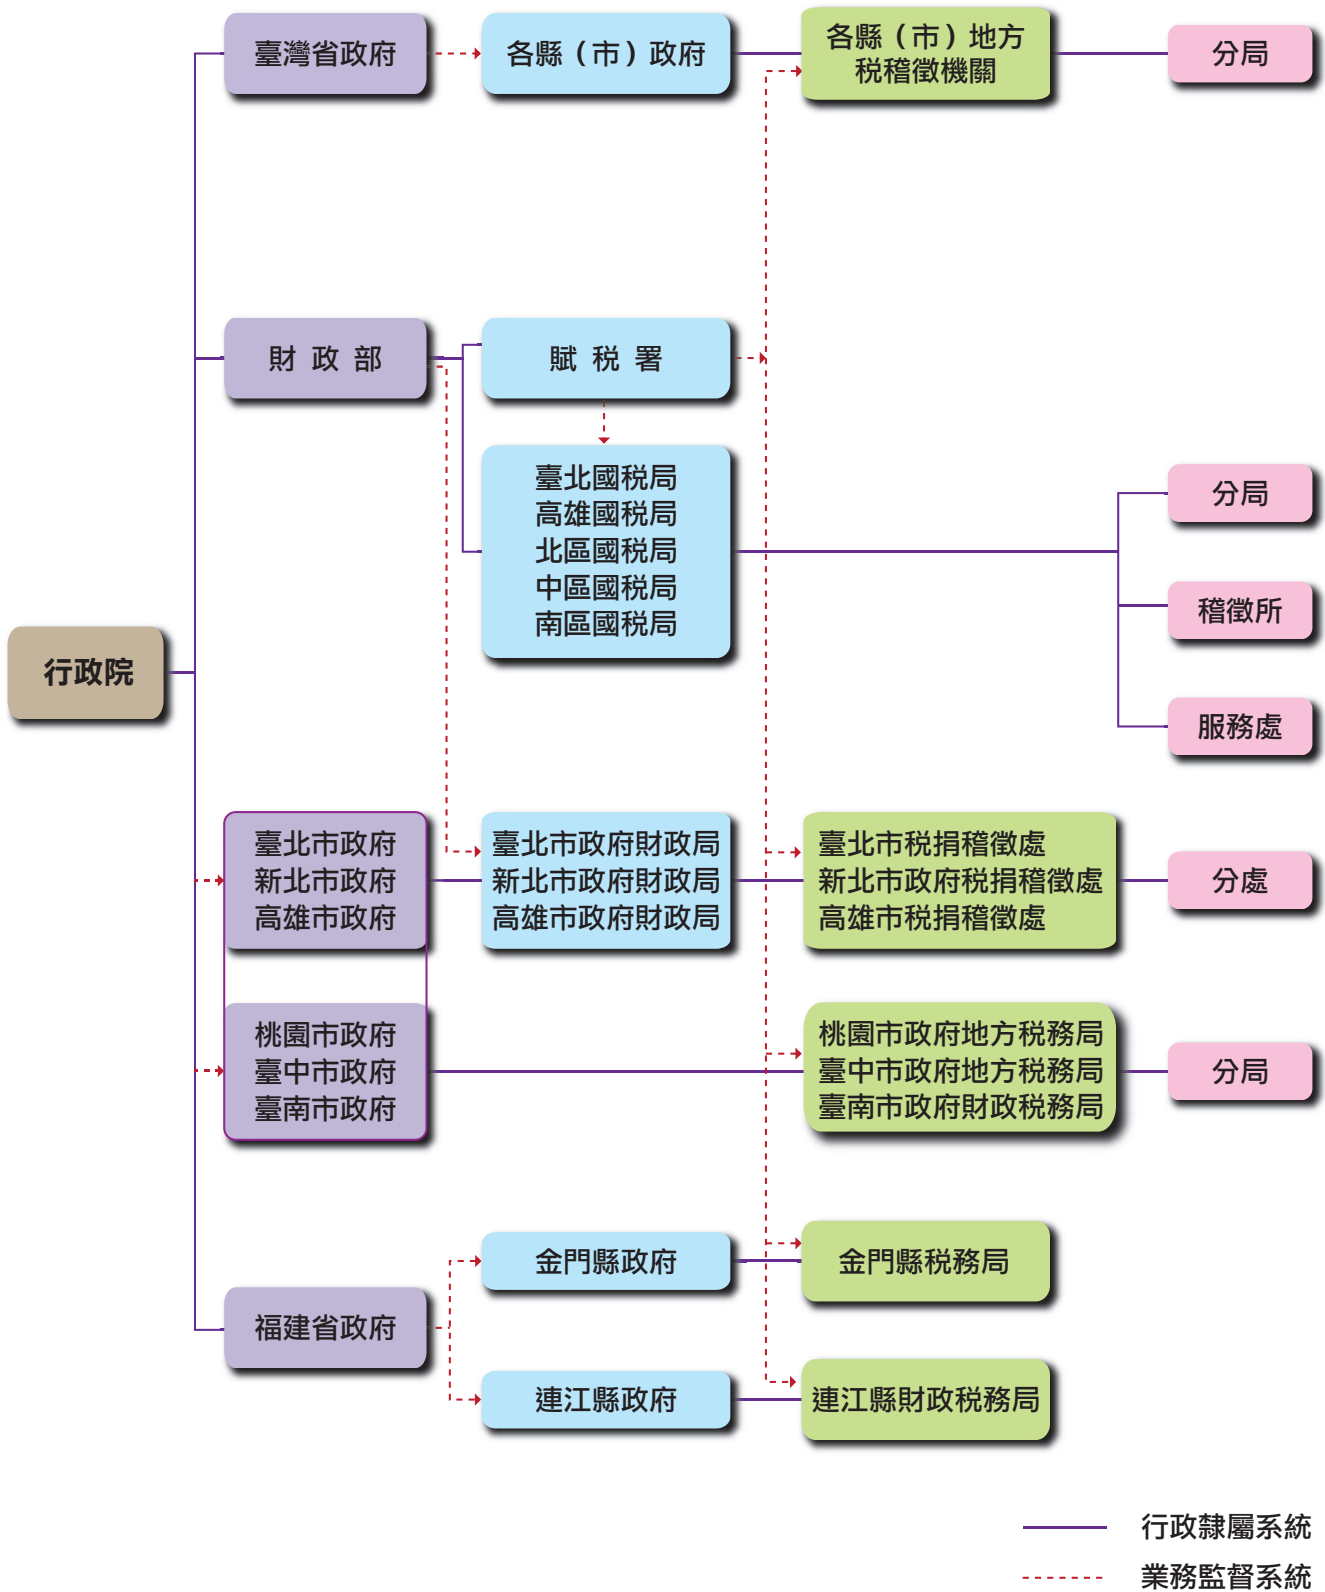 臺灣省政府
各縣（市）政府
各縣（市）地方
稅稽徵機關
分局
財 政 部
賦 稅 署
臺北國稅局
高雄國稅局
北區國稅局
中區國稅局
南區國稅局
分局
稽徵所
服務處
行政院
臺北市政府
新北市政府
高雄市政府
臺北市政府財政局
新北市政府財政局
高雄市政府財政局
臺北市稅捐稽徵處
新北市政府稅捐稽徵處
高雄市稅捐稽徵處
分處
桃園市政府
臺中市政府
臺南市政府
桃園市政府地方稅務局
臺中市政府地方稅務局
臺南市政府財政稅務局
分局
福建省政府
金門縣政府
金門縣稅務局
連江縣政府
連江縣財政稅務局
行政隸屬系統
業務監督系統